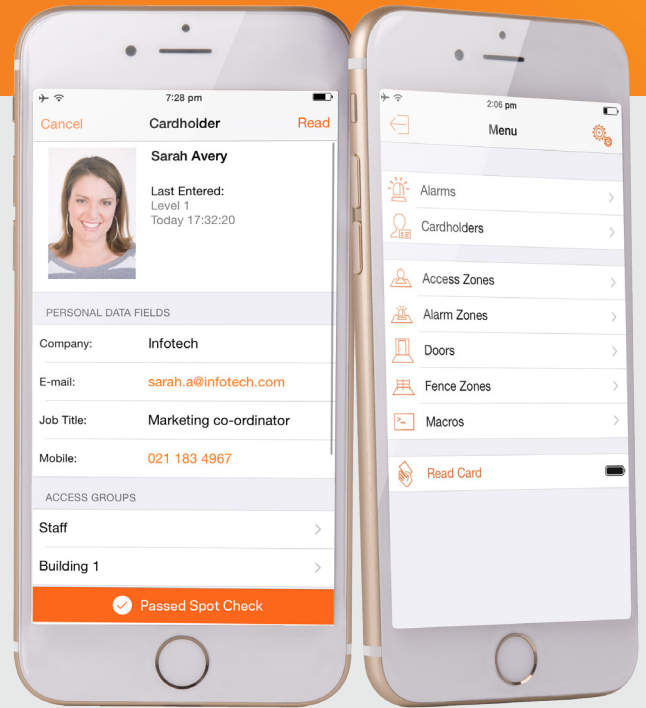 7:28 pm
Cancel
Cardholder
Read
Sarah Avery
Last Entered:
Level 1
Today 17:32:20
PERSONAL DATA FIELDS
Company: Infotech
E-mail: sarah.a@infotech.com
Job Title: Marketing co-ordinator
Mobile: 021 183 4967
ACCESS GROUPS
Staff
Building 1
Passed Spot Check
2:06 pm
Menu
Alarms
Cardholders
Access Zones
Alarm Zones
Doors
Fence Zones
Macros
Read Card